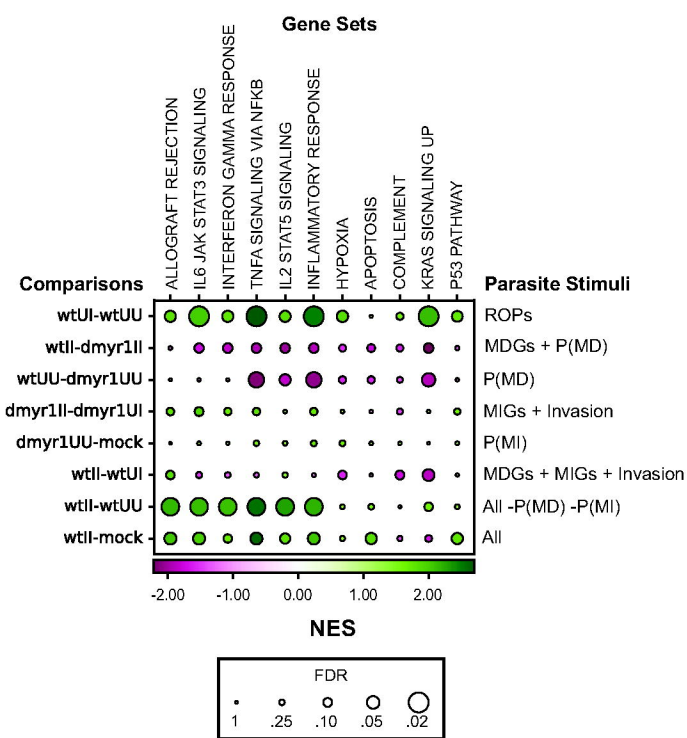 Gene Sets
ALLOGRAFT REJECTION
IL6 JAK STAT3 SIGNALING
INTERFERON GAMMA RESPONSE
TNFA SIGNALING VIA NFKB
IL2 STAT5 SIGNALING
INFLAMMATORY RESPONSE
HYPOXIA
APOPTOSIS
COMPLEMENT
KRAS SIGNALING UP
P53 PATHWAY
Comparisons Parasite Stimuli
wtUI-wtUU ROPs
wtII-dmyr1II MDGs + P(MD)
wtUU-dmyr1UU P(MD)
dmyr1II-dmyr1UI MIGs + Invasion
dmyr1UU-mock P(MI)
wtII-wtUI MDGs + MIGs + Invasion
wtII-wtUU All -P(MD) -P(MI)
wtII-mock All
-2.00 -1.00 0.00 1.00 2.00
NES
FDR
1 .25 .10 .05 .02